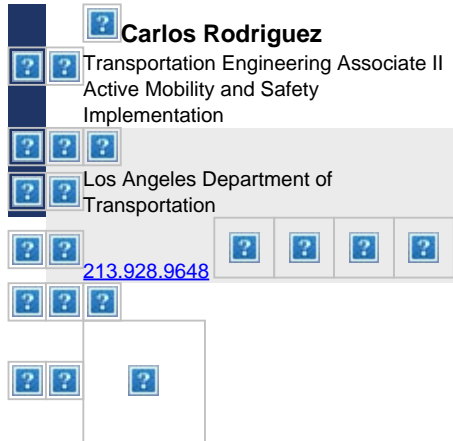 Carlos Rodriguez
Transportation Engineering Associate II
Active Mobility and Safety
Implementation
Los Angeles Department of
Transportation
213.928.9648